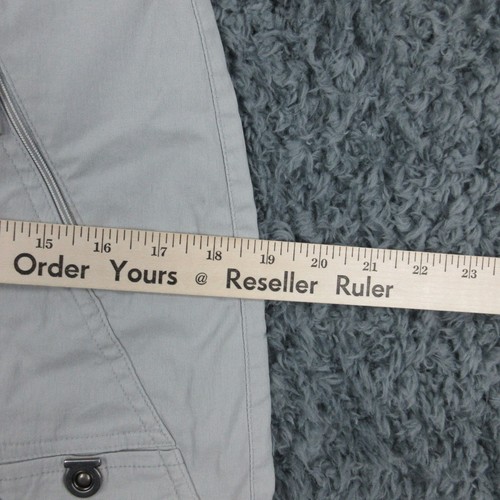 15 16 17 18 19 20 21 22 23
Order Yours @ Reseller Ruler